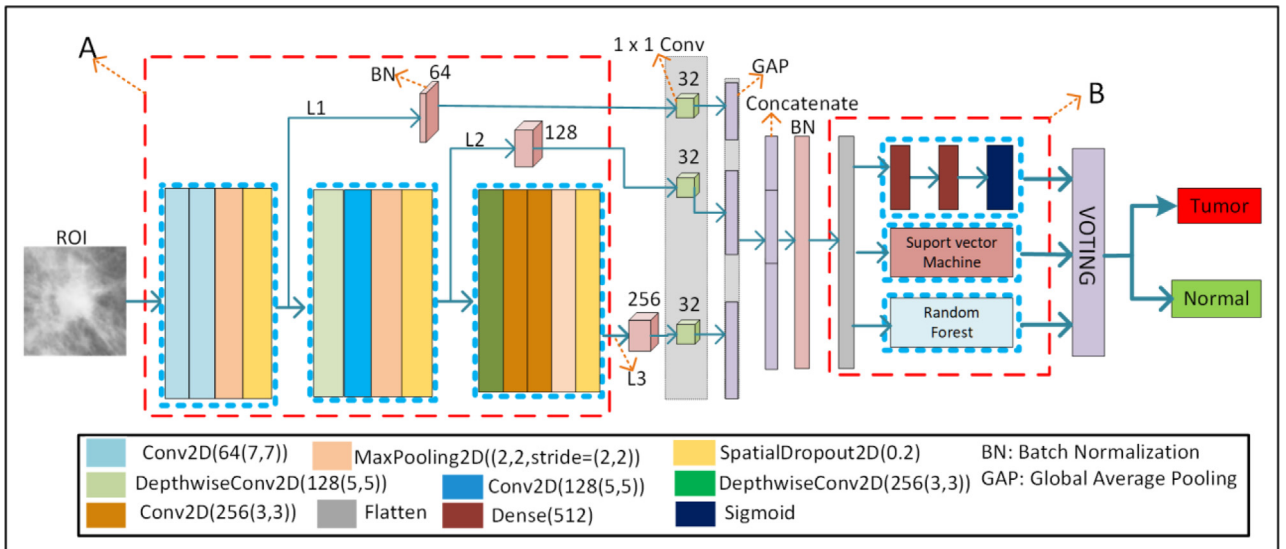 A
1 x 1 Conv
BN
64
32
GAP
B
L1
Concatenate
BN
L2
128
32
ROI
VOTING
Tumor
Suport vector
Machine
256
32
Normal
Random
Forest
L3
Conv2D(64(7,7))
MaxPooling2D((2,2,stride=(2,2))
SpatialDropout2D(0.2)
BN: Batch Normalization
DepthwiseConv2D(128(5,5))
Conv2D(128(5,5))
DepthwiseConv2D(256(3,3))
GAP: Global Average Pooling
Conv2D(256(3,3))
Flatten
Dense(512)
Sigmoid